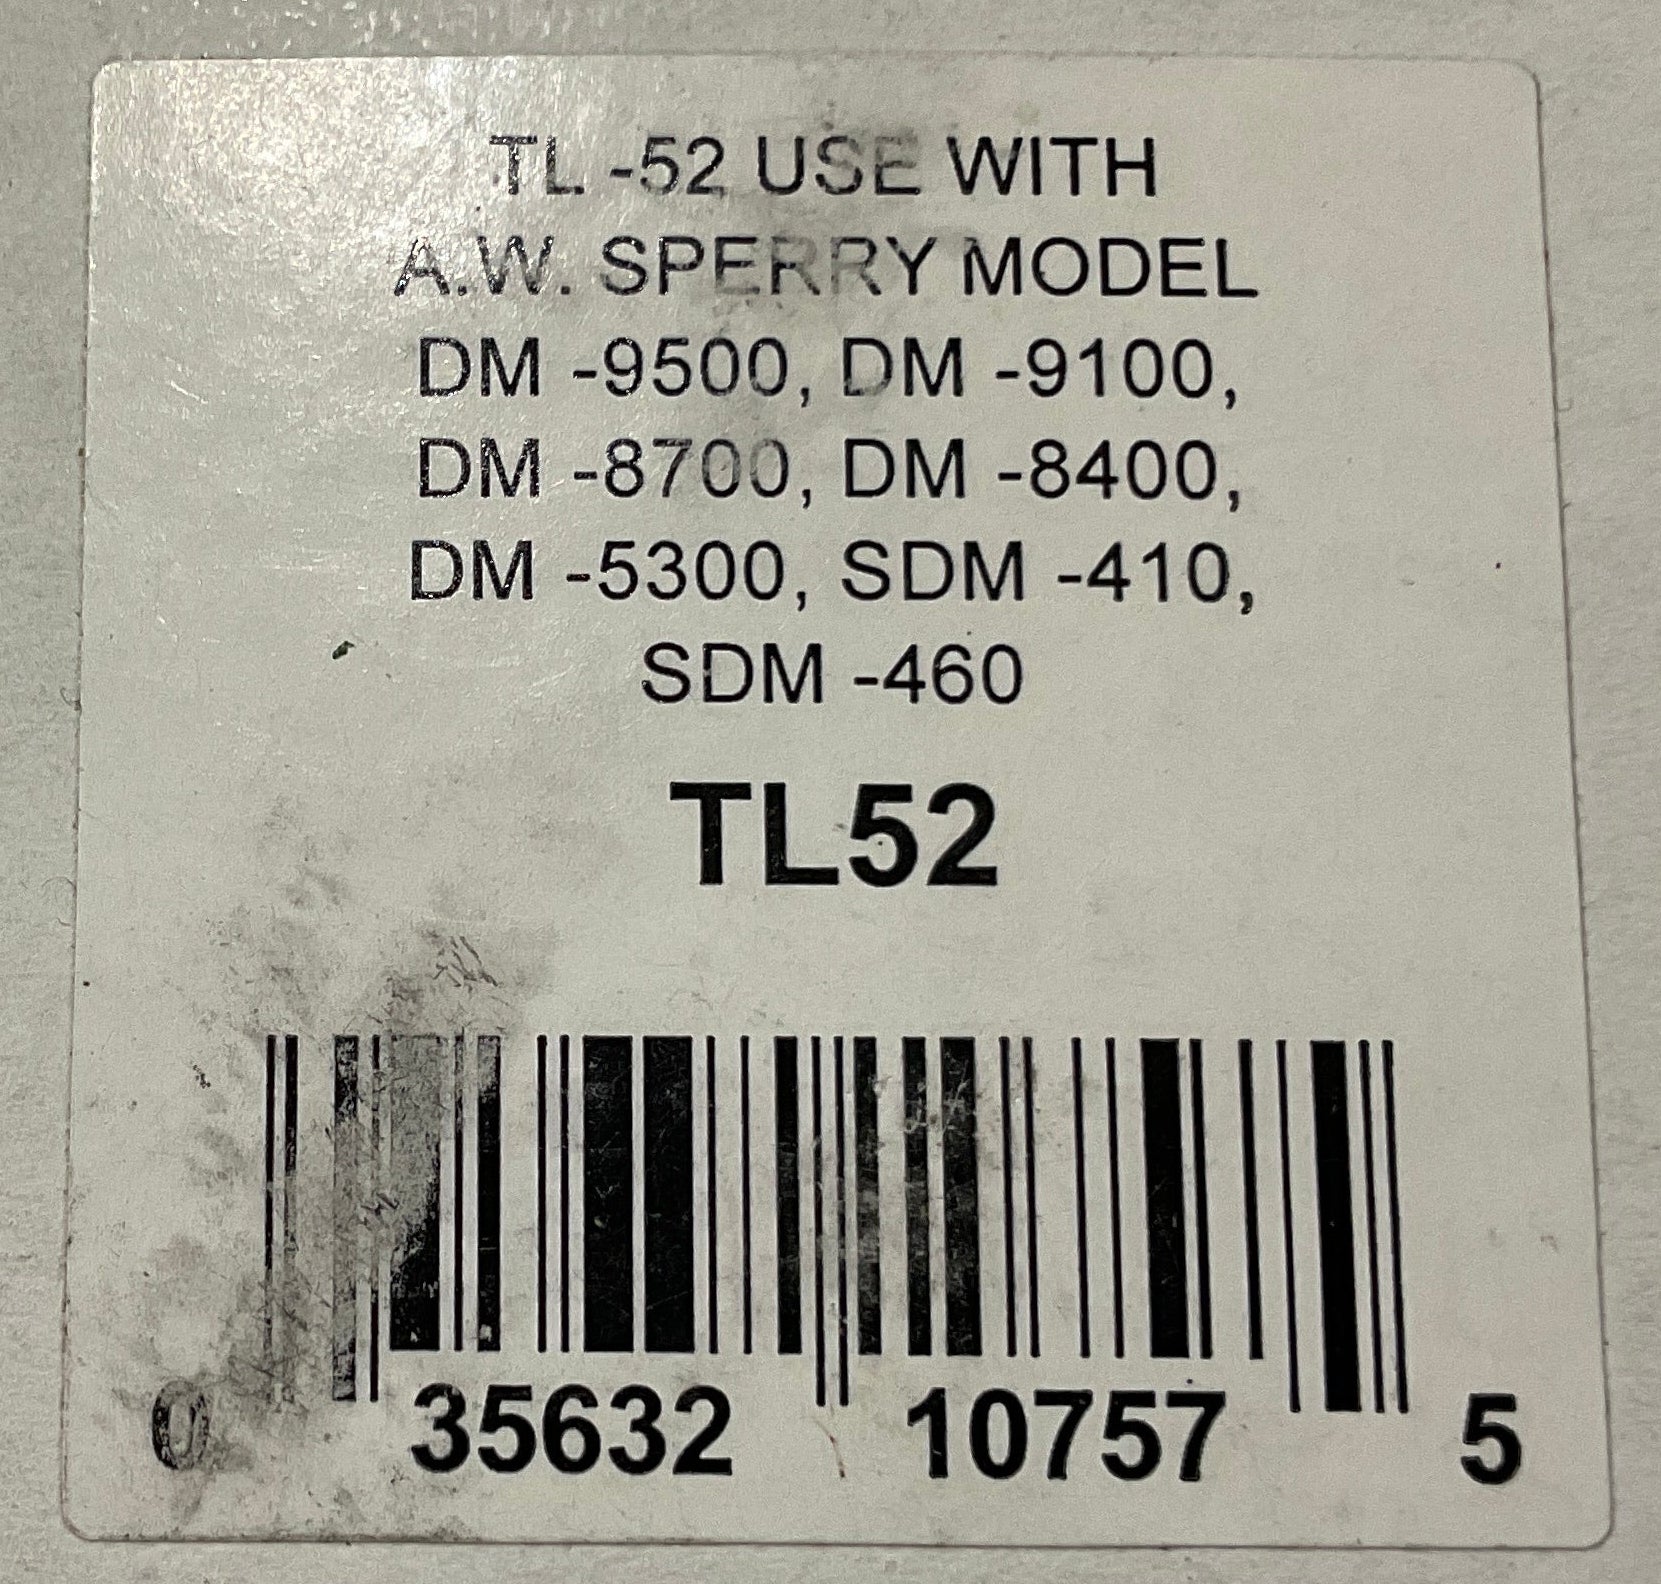 TL -52 USE WITH
A.W. SPERRY MODEL
DM -9500, DM -9100,
DM -8700, DM -8400,
DM -5300, SDM -410,
SDM -460
TL52
0 35632 10757 5